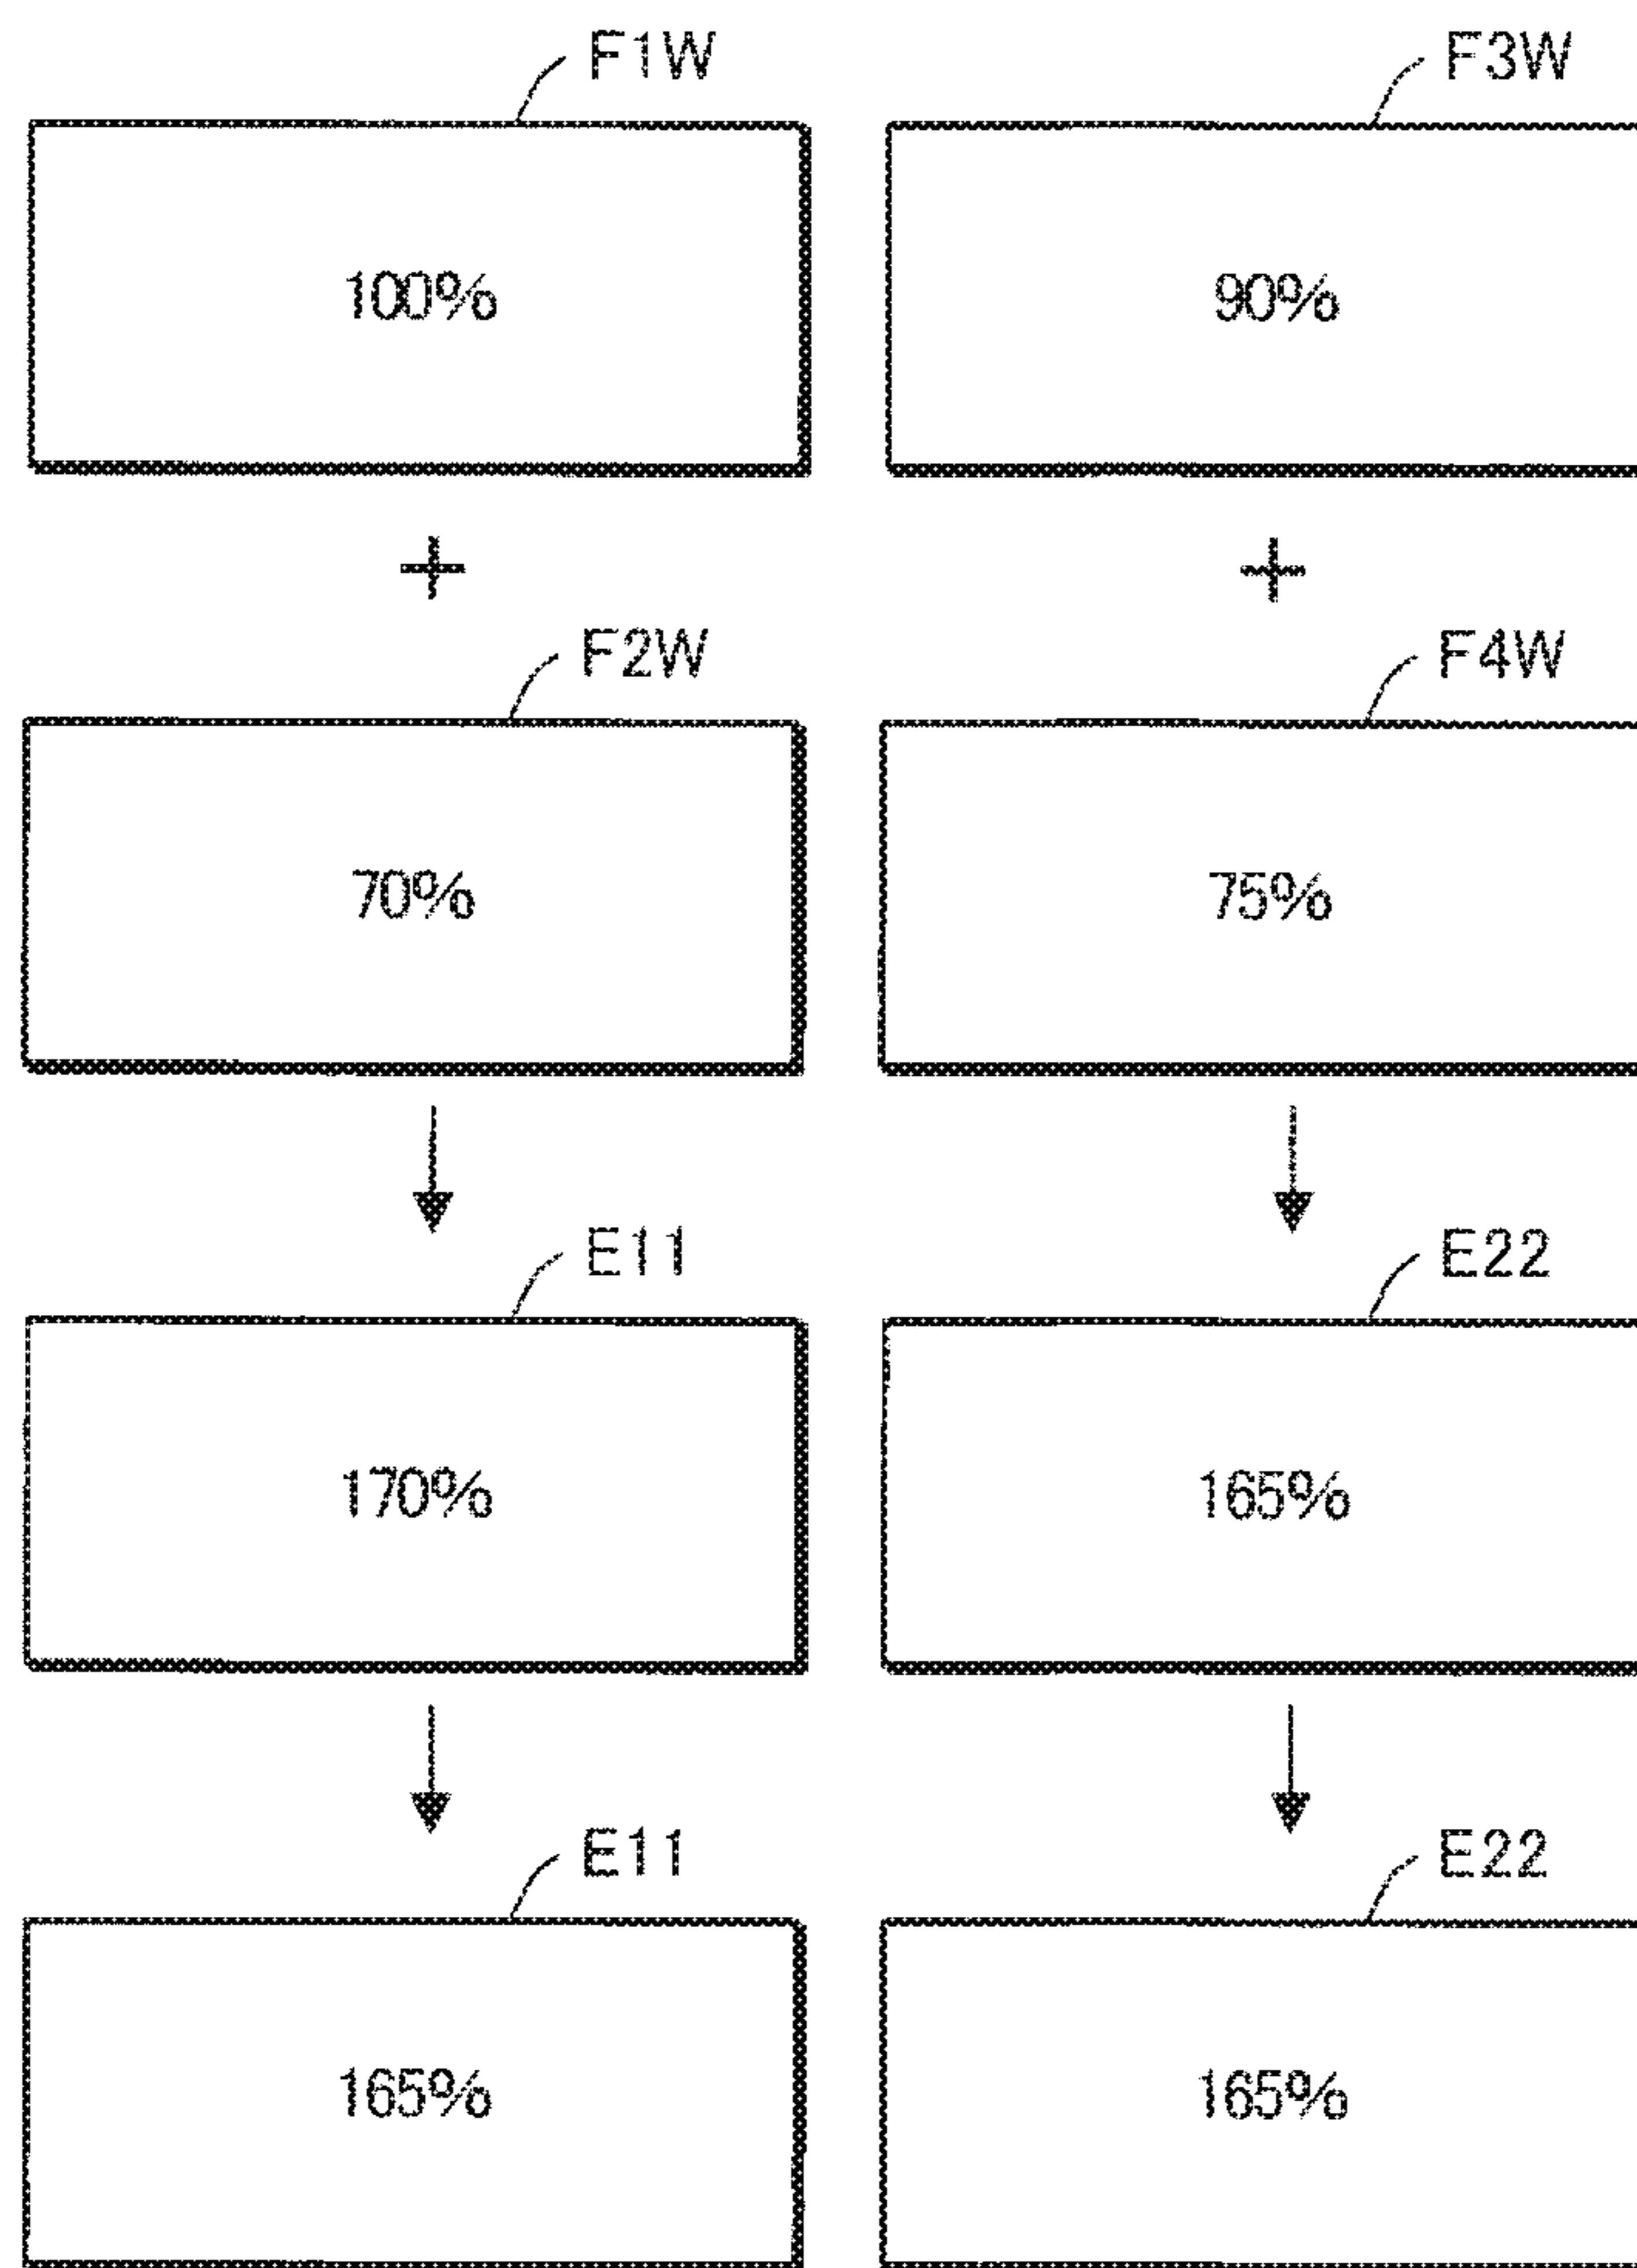 F1W F3W
100% 90%
+ +
F2W F4W
70% 75%
E11 E22
170% 165%
E11 E22
165% 165%